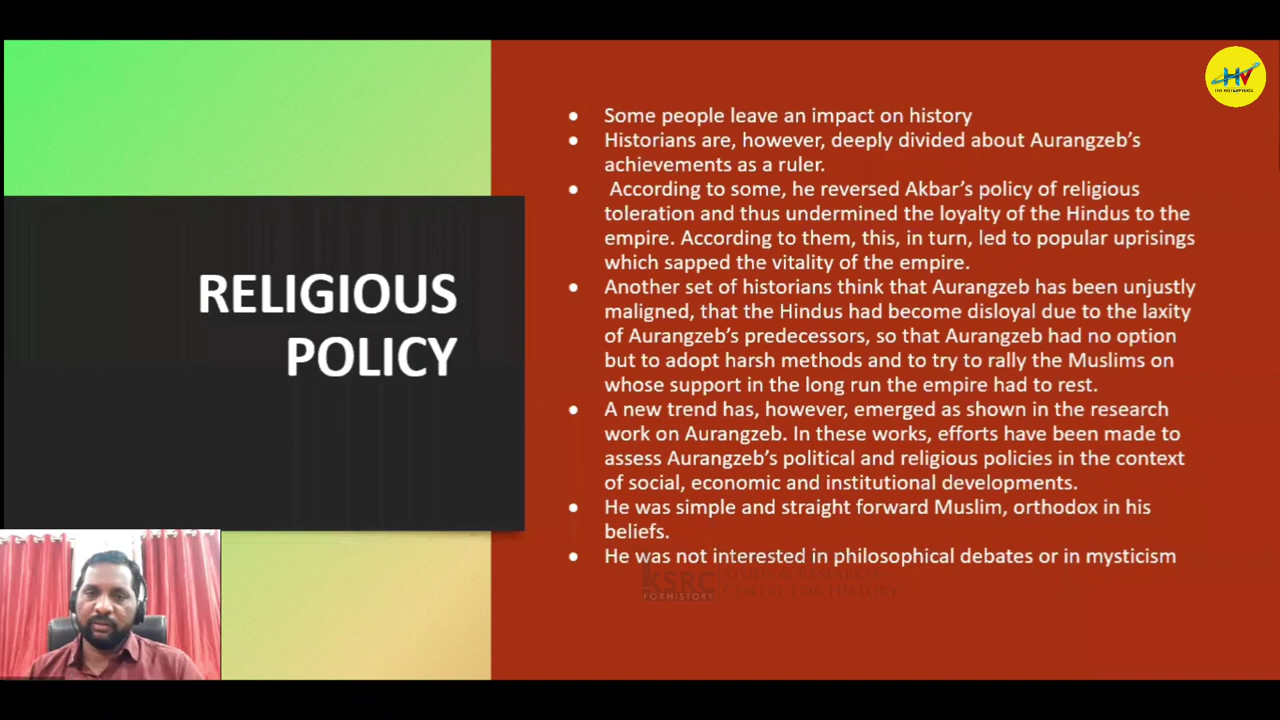 HV
THE HISTORYVERSE
RELIGIOUS
POLICY
• Some people leave an impact on history
• Historians are, however, deeply divided about Aurangzeb’s
achievements as a ruler.
• According to some, he reversed Akbar’s policy of religious
toleration and thus undermined the loyalty of the Hindus to the
empire. According to them, this, in turn, led to popular uprisings
which sapped the vitality of the empire.
• Another set of historians think that Aurangzeb has been unjustly
maligned, that the Hindus had become disloyal due to the laxity
of Aurangzeb’s predecessors, so that Aurangzeb had no option
but to adopt harsh methods and to try to rally the Muslims on
whose support in the long run the empire had to rest.
• A new trend has, however, emerged as shown in the research
work on Aurangzeb. In these works, efforts have been made to
assess Aurangzeb’s political and religious policies in the context
of social, economic and institutional developments.
• He was simple and straight forward Muslim, orthodox in his
beliefs.
• He was not interested in philosophical debates or in mysticism
KSRC
FORHISTORY
STUDY & RESEARCH
CENTRE FOR HISTORY